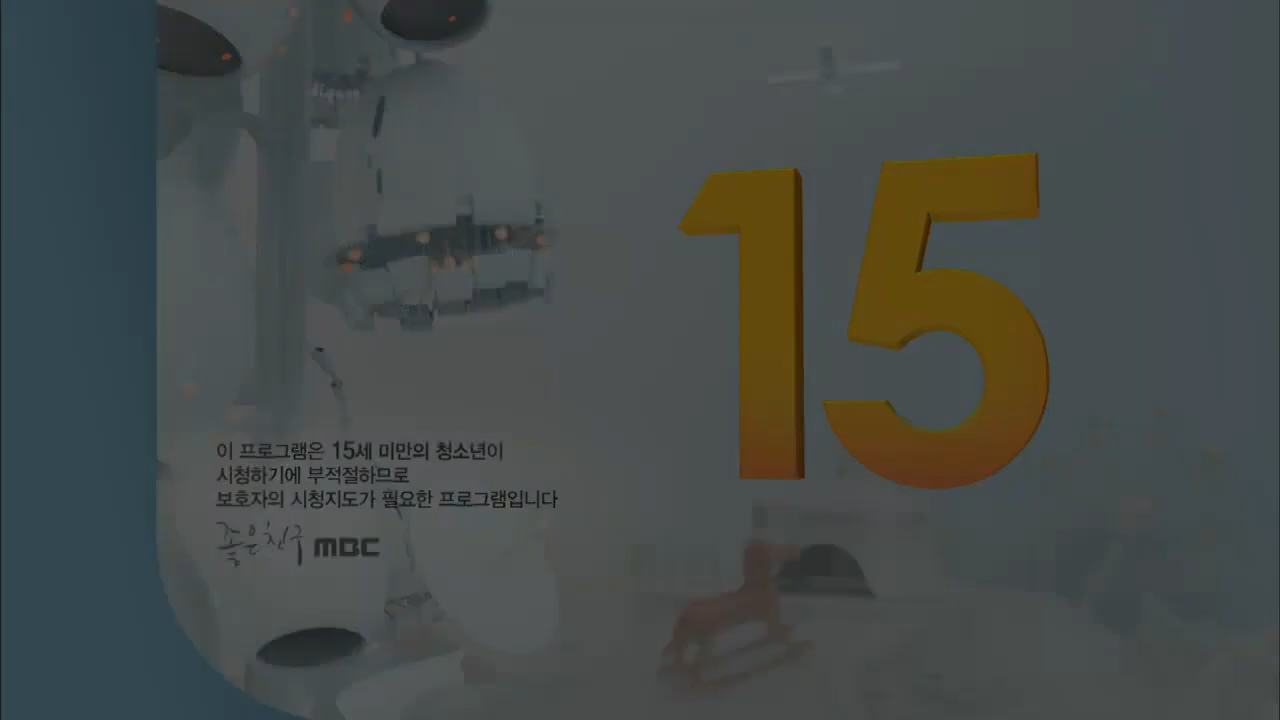 15
이 프로그램은 15세 미만의 청소년이
시청하기에 부적절하므로
보호자의 시청지도가 필요한 프로그램입니다
좋은친구 MBC